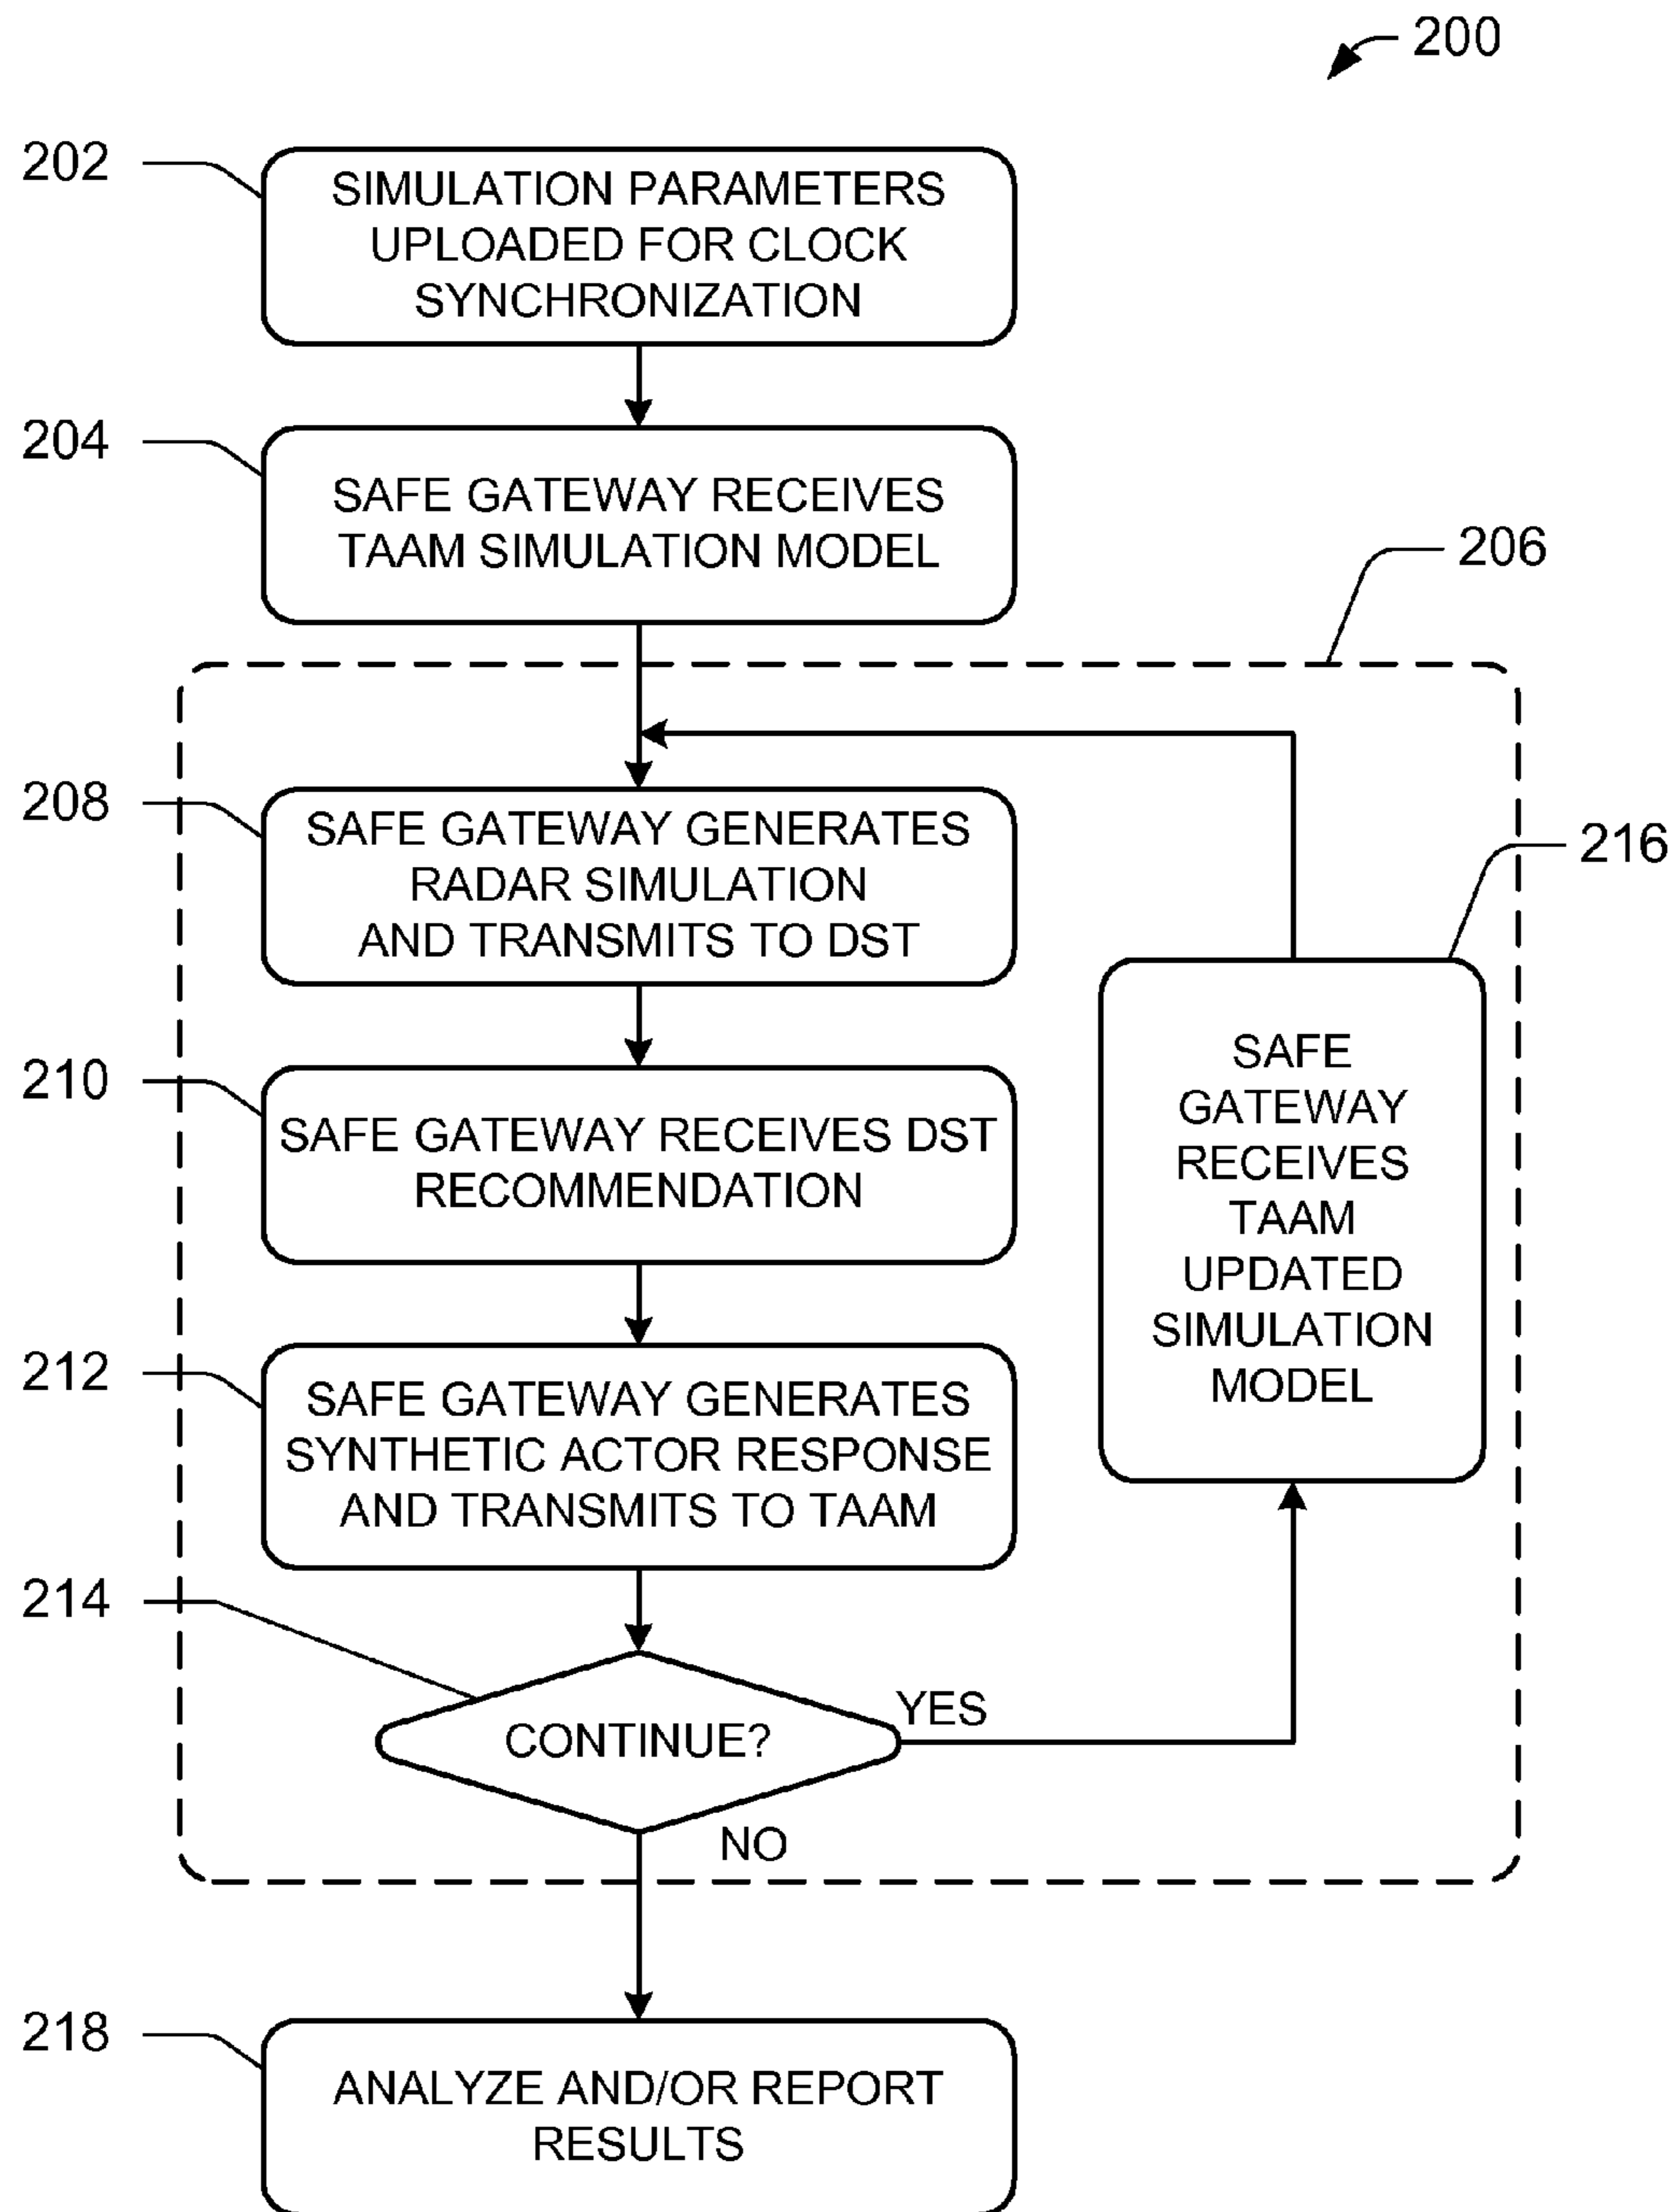 200
202
SIMULATION PARAMETERS
UPLOADED FOR CLOCK
SYNCHRONIZATION
204
SAFE GATEWAY RECEIVES
TAAM SIMULATION MODEL
206
208
SAFE GATEWAY GENERATES
RADAR SIMULATION
AND TRANSMITS TO DST
216
SAFE
GATEWAY
RECEIVES
TAAM
UPDATED
SIMULATION
MODEL
210
SAFE GATEWAY RECEIVES DST
RECOMMENDATION
212
SAFE GATEWAY GENERATES
SYNTHETIC ACTOR RESPONSE
AND TRANSMITS TO TAAM
214
CONTINUE?
YES
NO
218
ANALYZE AND/OR REPORT
RESULTS